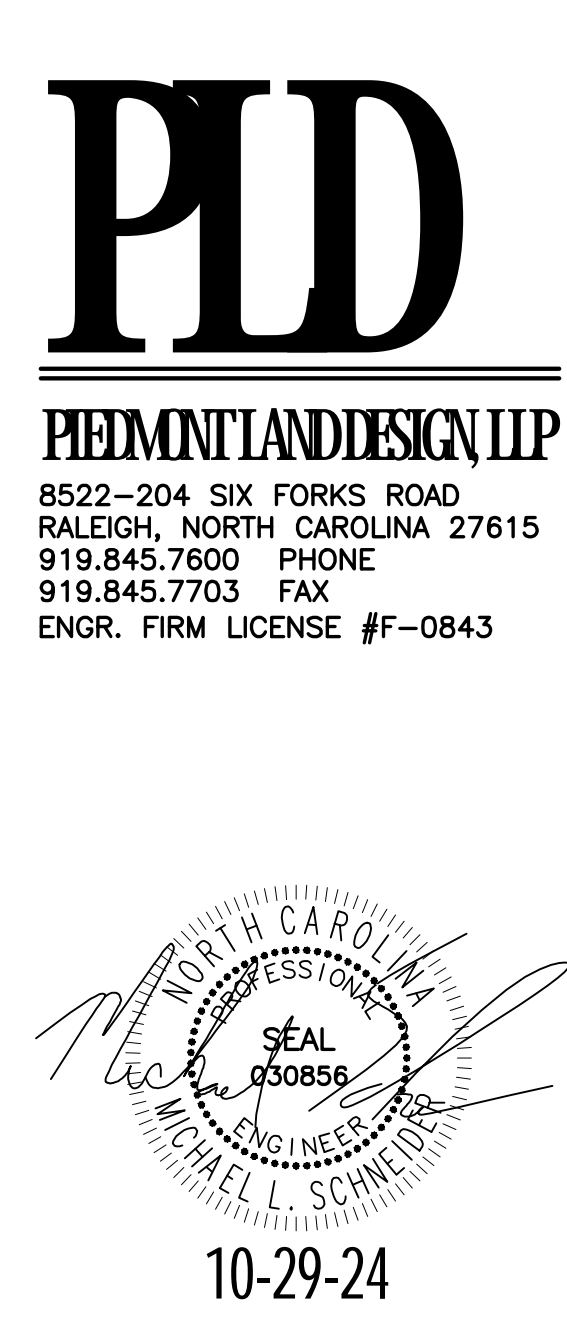 PLD
PIEDMONT LAND DESIGN, LLP
8522-204 SIX FORKS ROAD
RALEIGH, NORTH CAROLINA 27615
919.845.7600 PHONE
919.845.7703 FAX
ENGR. FIRM LICENSE #F-0843
NORTH CAROLINA
PROFESSIONAL
SEAL
030856
ENGINEER
MICHAEL L. SCHNEIDER
10-29-24